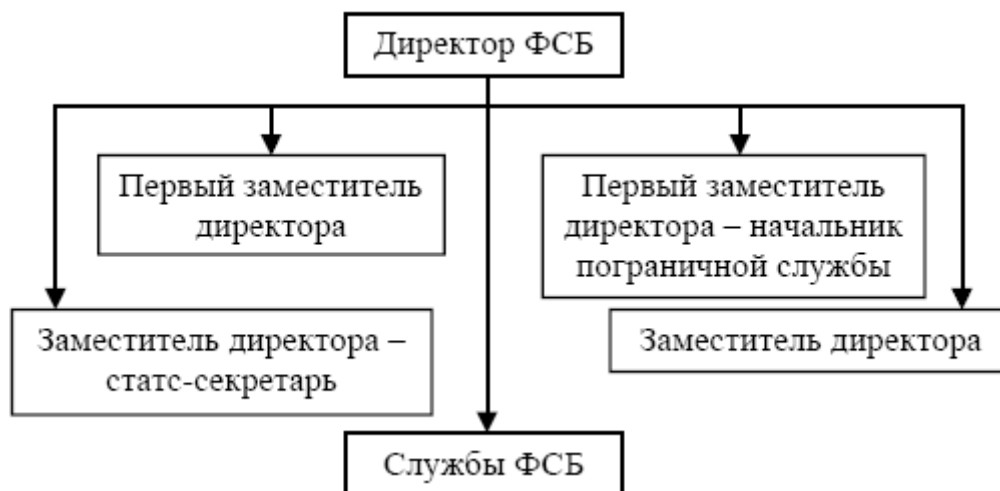 Директор ФСБ
Первый заместитель
директора
Первый заместитель
директора – начальник
пограничной службы
Заместитель директора –
статс-секретарь
Заместитель директора
Службы ФСБ